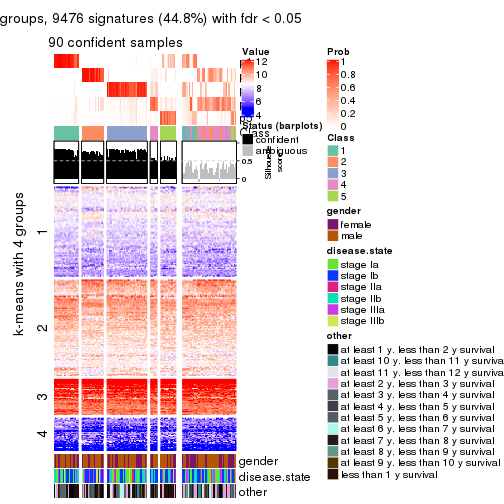 groups, 9476 signatures (44.8%) with fdr < 0.05
90 confident samples
Value
12
10
8
6
4
Prob
1
0.8
0.6
0.4
0.2
0
Status (barplots)
confident
ambiguous
Class
1
0.5
0
Silhouette
score
Class
1
2
3
4
5
gender
female
male
disease.state
stage Ia
stage Ib
stage IIa
stage IIb
stage IIIa
stage IIIb
other
at least 1 y. less than 2 y survival
at least 10 y. less than 11 y surviva
at least 11 y. less than 12 y surviva
at least 2 y. less than 3 y survival
at least 3 y. less than 4 y survival
at least 4 y. less than 5 y survival
at least 5 y. less than 6 y survival
at least 6 y. less than 7 y survival
at least 7 y. less than 8 y survival
at least 8 y. less than 9 y survival
at least 9 y. less than 10 y survival
less than 1 y survival
k-means with 4 groups
1
2
3
4
gender
disease.state
other